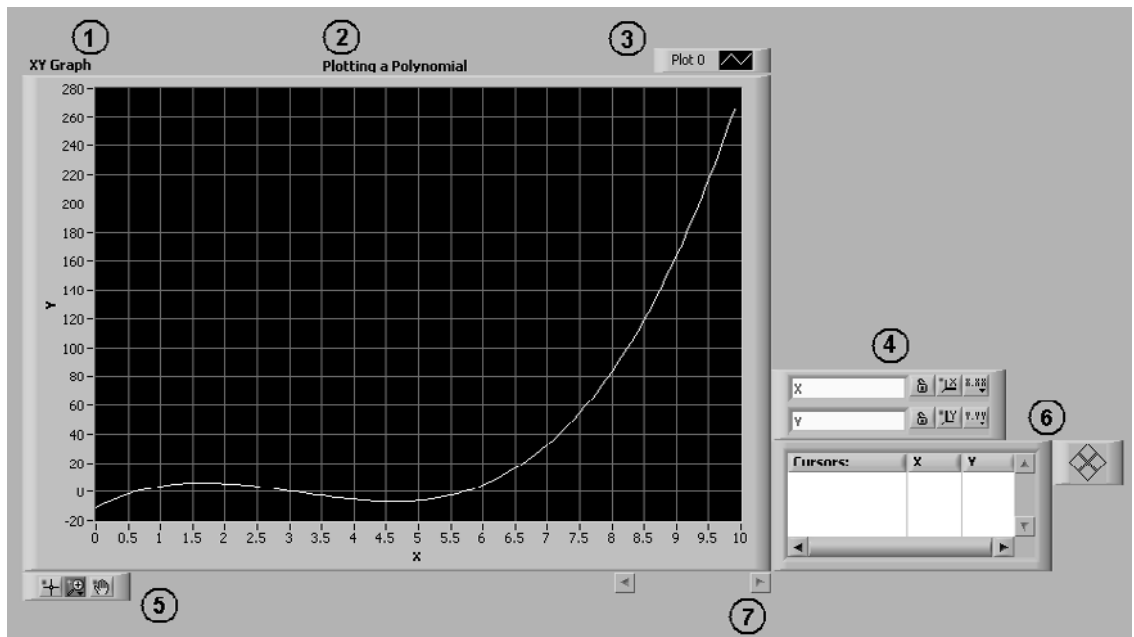 1
2
3
XY Graph
Plotting a Polynomial
Plot 0
280
260
240
220
200
180
160
140
120
100
80
60
40
20
0
-20
Y
0 0.5 1 1.5 2 2.5 3 3.5 4 4.5 5 5.5 6 6.5 7 7.5 8 8.5 9 9.5 10
X
4
X
X
X.XX
Y
Y
Y.YY
6
Cursors: X Y
5
7